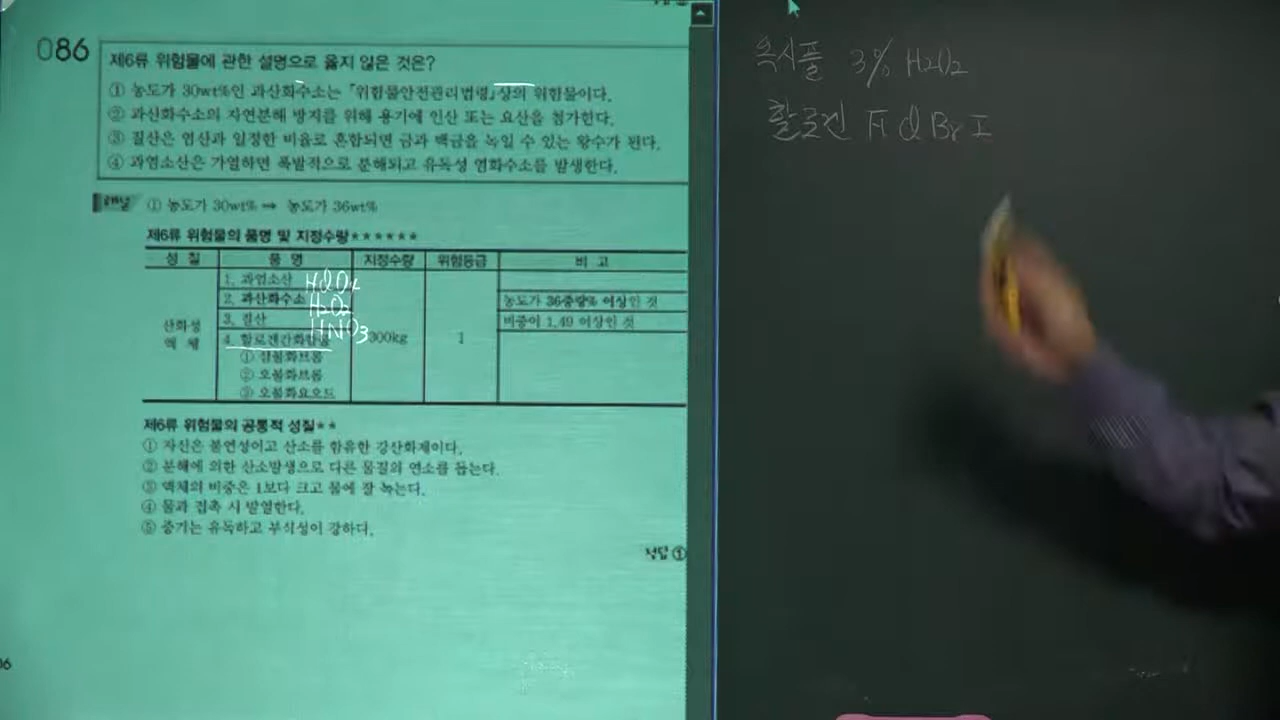 086
제6류 위험물에 관한 설명으로 옳지 않은 것은?
① 농도가 30wt%인 과산화수소는 「위험물안전관리법령」상의 위험물이다.
② 과산화수소의 자연분해 방지를 위해 용기에 인산 또는 요산을 첨가한다.
③ 질산은 염산과 일정한 비율로 혼합되면 금과 백금을 녹일 수 있는 왕수가 된다.
④ 과염소산은 가열하면 폭발적으로 분해되고 유독성 염화수소를 발생한다.
해설 ① 농도가 30wt% ⇒ 농도가 36wt%
제6류 위험물의 품명 및 지정수량★★★★★★
성 질 품 명 지정수량 위험등급 비 고
1. 과염소산 HClO4
2. 과산화수소 H2O2 농도가 36중량% 이상인 것
3. 질산 HNO3 비중이 1.49 이상인 것
산화성 액 체 4. 할로겐간화합물 300kg 1
① 삼불화브롬
② 오불화브롬
③ 오불화요오드
제6류 위험물의 공통적 성질★★
① 자신은 불연성이고 산소를 함유한 강산화제이다.
② 분해에 의한 산소발생으로 다른 물질의 연소를 돕는다.
③ 액체의 비중은 1보다 크고 물에 잘 녹는다.
④ 물과 접촉 시 발열한다.
⑤ 증기는 유독하고 부식성이 강하다.
정답 ①
옥시풀 3% H2O2
할로겐 F Cl Br I